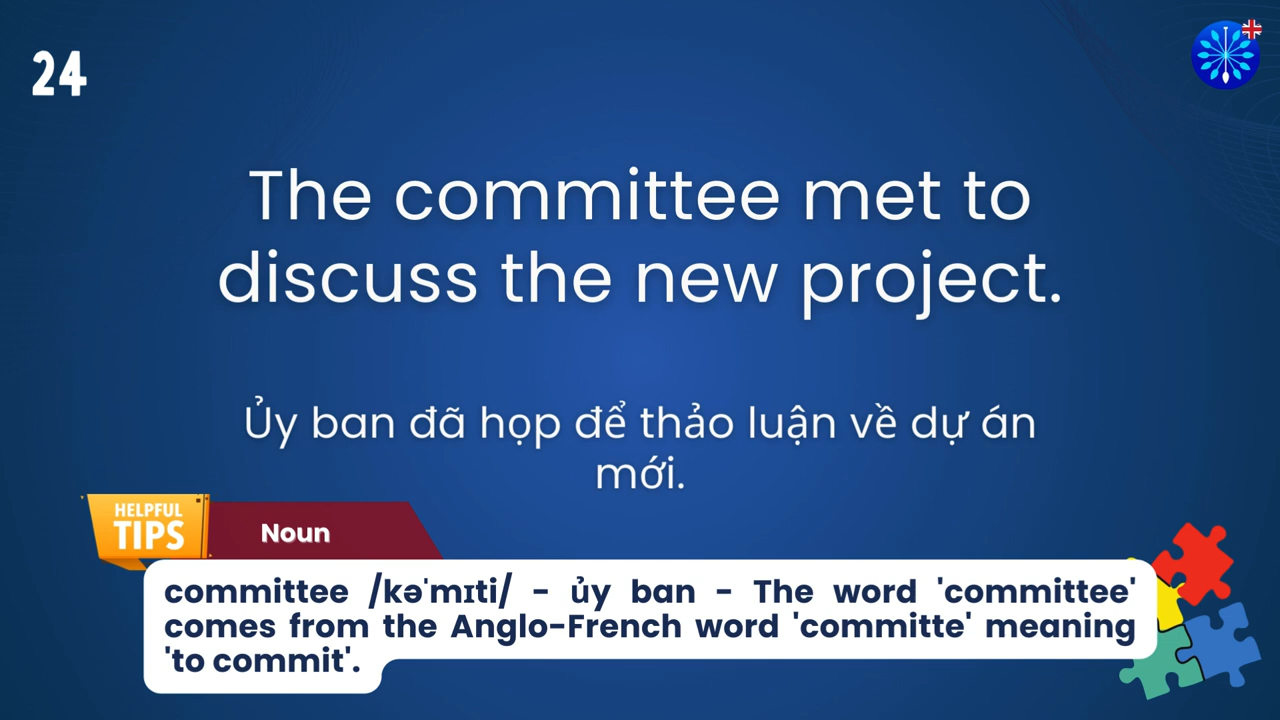 24
The committee met to
discuss the new project.
Ủy ban đã họp để thảo luận về dự án
mới.
HELPFUL
TIPS
Noun
committee /kəˈmɪti/ - ủy ban - The word 'committee'
comes from the Anglo-French word 'committe' meaning
'to commit'.